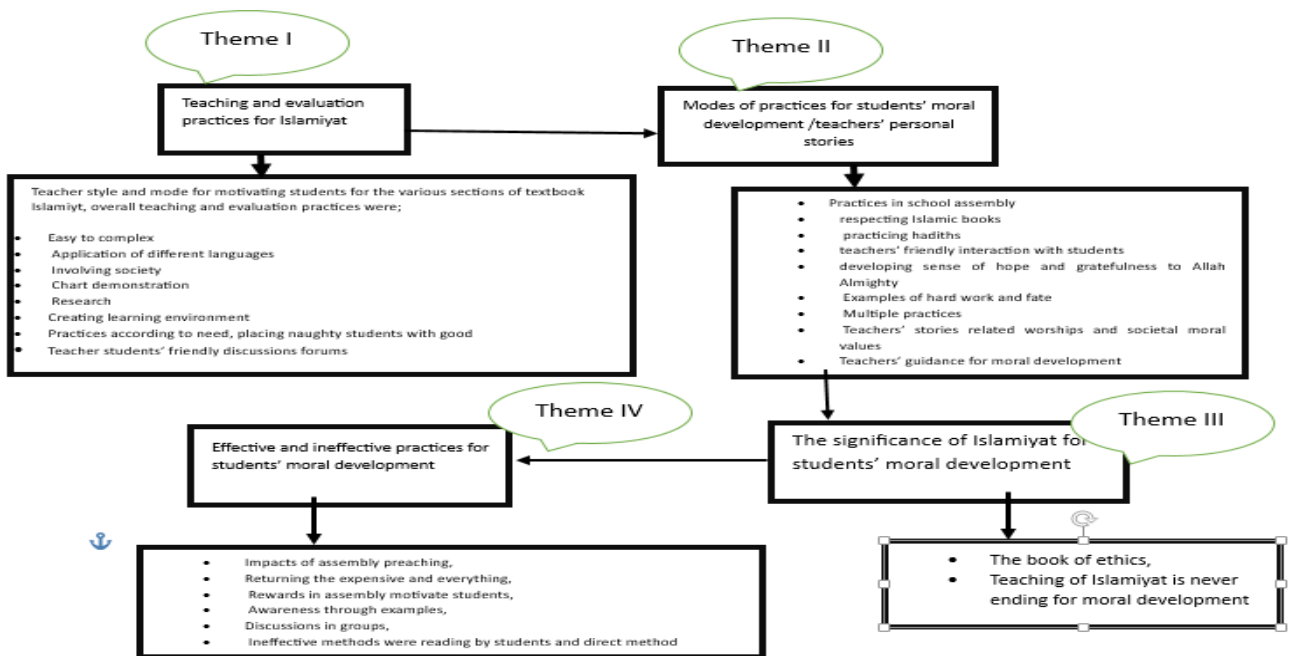 Theme I
Teaching and evaluation
practices for Islamiyat
Teacher style and mode for motivating students for the various sections of textbook
Islamiyt, overall teaching and evaluation practices were;
• Easy to complex
• Application of different languages
• Involving society
• Chart demonstration
• Research
• Creating learning environment
• Practices according to need, placing naughty students with good
• Teacher students’ friendly discussions forums
Theme II
Modes of practices for students’ moral
development /teachers’ personal
stories
• Practices in school assembly
• respecting Islamic books
• practicing hadiths
• teachers’ friendly interaction with students
• developing sense of hope and gratefulness to Allah
Almighty
• Examples of hard work and fate
• Multiple practices
• Teachers’ stories related worships and societal moral
values
• Teachers’ guidance for moral development
Theme III
The significance of Islamiyat for
students’ moral development
• The book of ethics,
• Teaching of Islamiyat is never
ending for moral development
Theme IV
Effective and ineffective practices for
students’ moral development
• Impacts of assembly preaching,
• Returning the expensive and everything,
• Rewards in assembly motivate students,
• Awareness through examples,
• Discussions in groups,
• Ineffective methods were reading by students and direct method